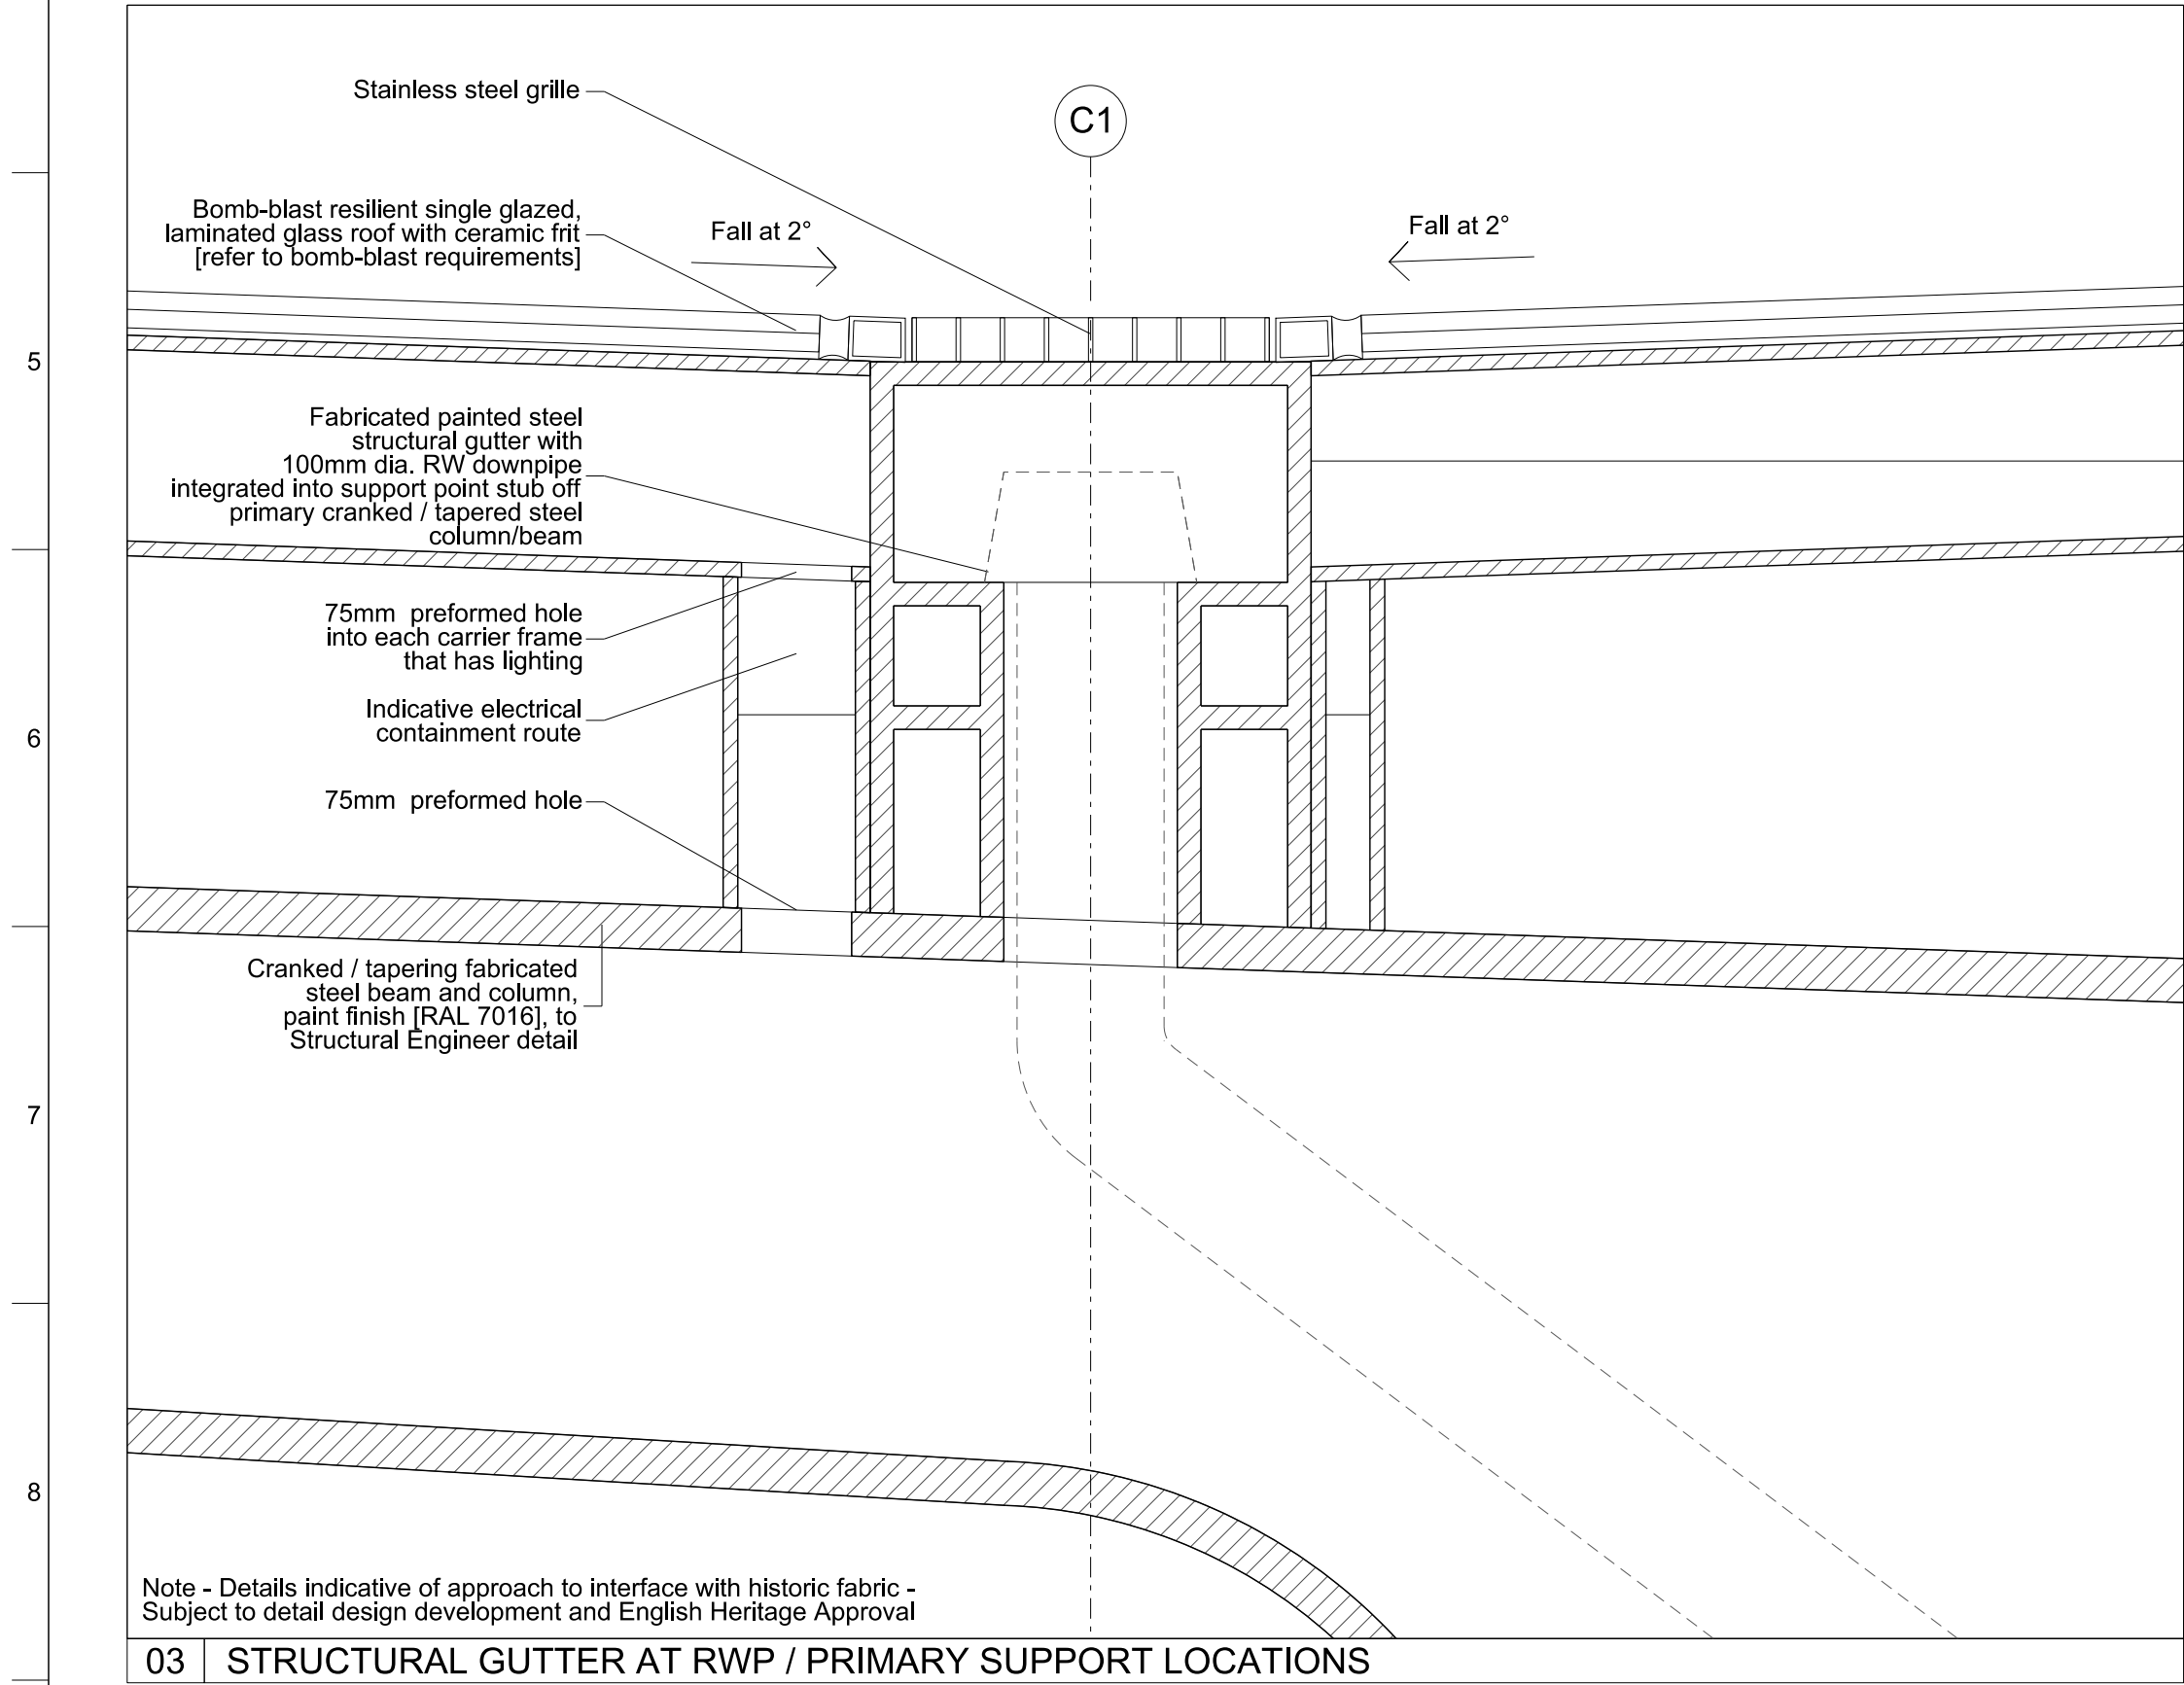 Stainless steel grille
C1
Bomb-blast resilient single glazed,
laminated glass roof with ceramic frit
[refer to bomb-blast requirements]
Fall at 2°
Fall at 2°
5
Fabricated painted steel
structural gutter with
100mm dia. RW downpipe
integrated into support point stub off
primary cranked / tapered steel
column/beam
75mm preformed hole
into each carrier frame
that has lighting
Indicative electrical
containment route
6
75mm preformed hole
Cranked / tapering fabricated
steel beam and column,
paint finish [RAL 7016], to
Structural Engineer detail
7
8
Note - Details indicative of approach to interface with historic fabric -
Subject to detail design development and English Heritage Approval
03 STRUCTURAL GUTTER AT RWP / PRIMARY SUPPORT LOCATIONS